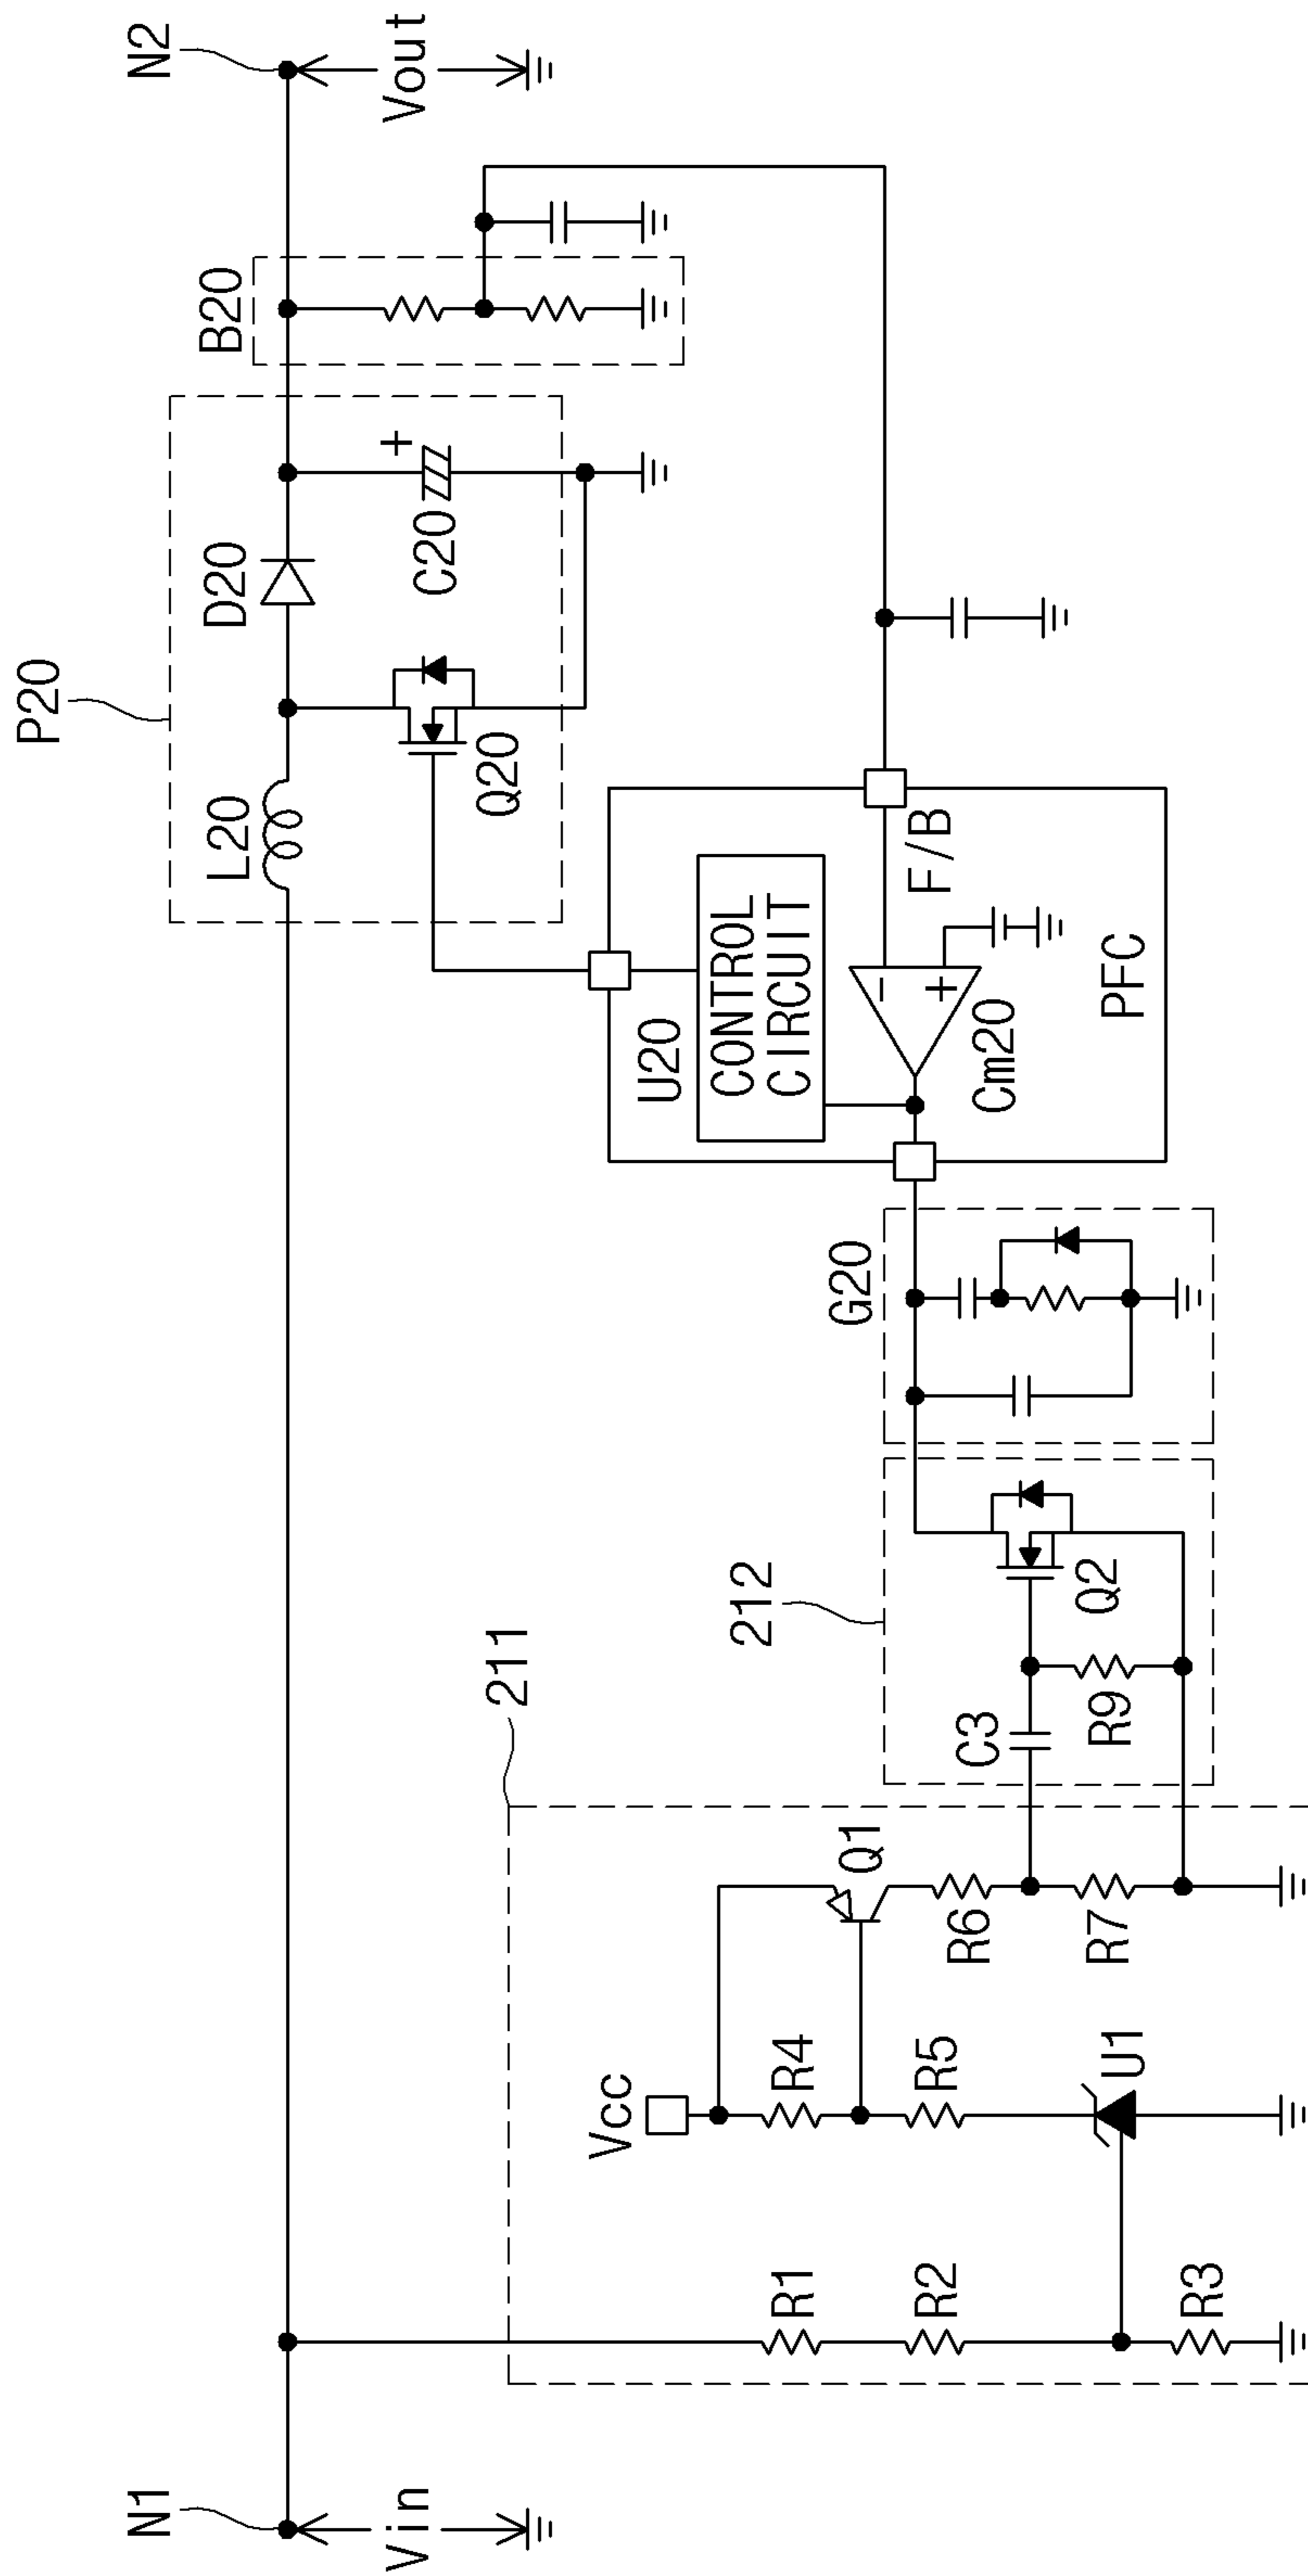 N1
N2
P20
L20
D20
B20
Vin
+
C20
Vout
Q20
211
U20
CONTROL
CIRCUIT
Vcc
212
G20
F/B
R1
R4
Q1
-
+
R2
R5
R6
C3
Cm20
Q2
R7
R9
PFC
U1
R3